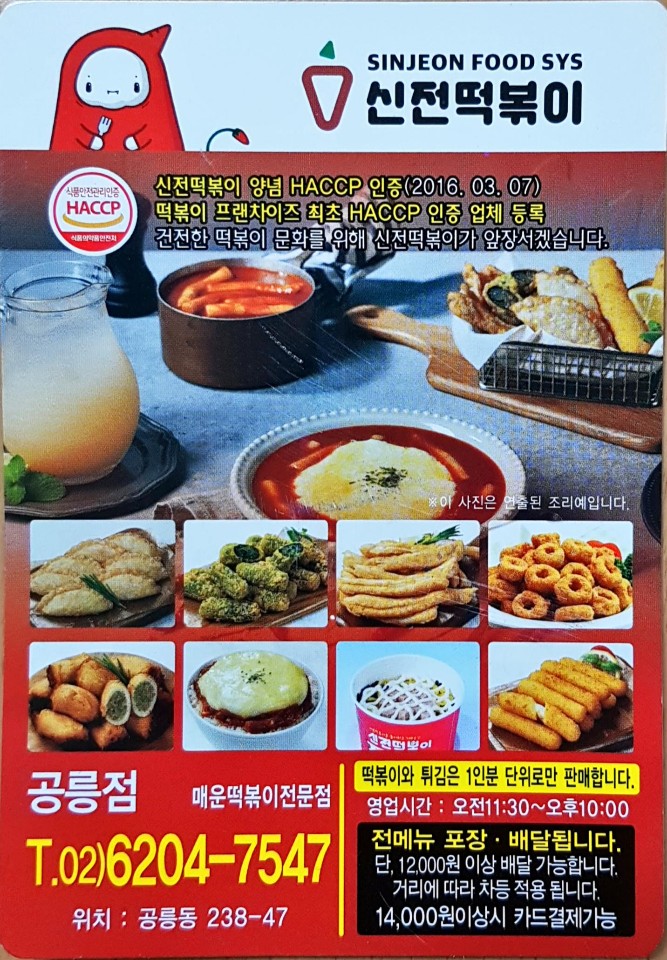 SINJEON FOOD SYS
신전떡볶이
식품안전관리인증
HACCP
식품의약품안전처
신전떡볶이 양념 HACCP 인증(2016. 03. 07)
떡볶이 프랜차이즈 최초 HACCP 인증 업체 등록
건전한 떡볶이 문화를 위해 신전떡볶이가 앞장서겠습니다.
※이 사진은 연출된 조리예입니다.
신전떡볶이
공릉점
매운떡볶이전문점
T.02)6204-7547
위치 : 공릉동 238-47
떡볶이와 튀김은 1인분 단위로만 판매합니다.
영업시간 : 오전11:30~오후10:00
전메뉴 포장·배달됩니다.
단, 12,000원 이상 배달 가능합니다.
거리에 따라 차등 적용 됩니다.
14,000원이상시 카드결제가능